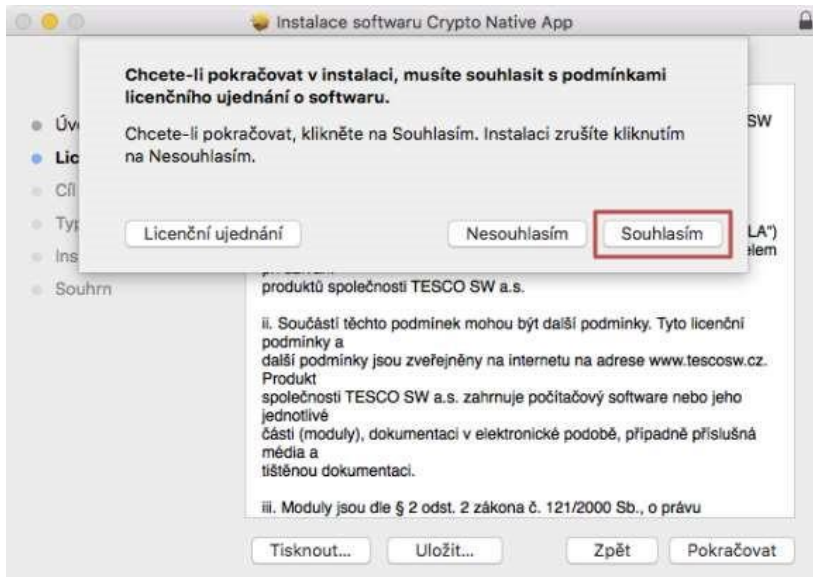 Instalace softwaru Crypto Native App
Chcete-li pokračovat v instalaci, musíte souhlasit s podmínkami
licenčního ujednání o softwaru.
Chcete-li pokračovat, klikněte na Souhlasím. Instalaci zrušíte kliknutím
na Nesouhlasím.
Licenční ujednání
Nesouhlasím
Souhlasím
Souhrn
SW
LA")
produktů společnosti TESCO SW a.s.
ii. Součástí těchto podmínek mohou být další podmínky. Tyto licenční
podmínky a
další podmínky jsou zveřejněny na internetu na adrese www.tescosw.cz.
Produkt
společnosti TESCO SW a.s. zahrnuje počítačový software nebo jeho
jednotlivé
části (moduly), dokumentaci v elektronické podobě, případně příslušná
média a
tištěnou dokumentaci.
iii. Moduly jsou dle § 2 odst. 2 zákona č. 121/2000 Sb., o právu
Tisknout...
Uložit...
Zpět
Pokračovat